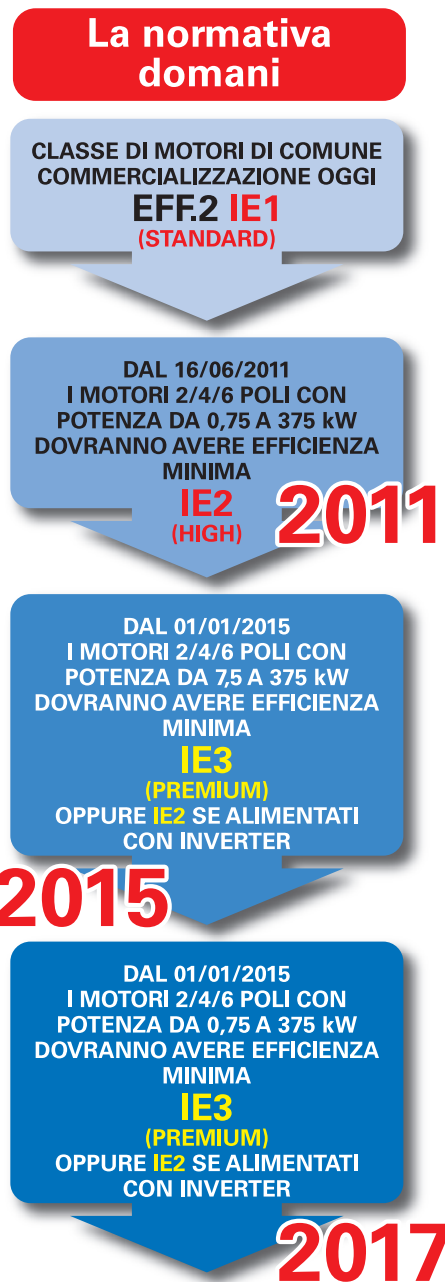 La normativa
domani
CLASSE DI MOTORI DI COMUNE
COMMERCIALIZZAZIONE OGGI
EFF.2 IE1
(STANDARD)
DAL 16/06/2011
I MOTORI 2/4/6 POLI CON
POTENZA DA 0,75 A 375 kW
DOVRANNO AVERE EFFICIENZA
MINIMA
IE2
(HIGH)
2011
DAL 01/01/2015
I MOTORI 2/4/6 POLI CON
POTENZA DA 7,5 A 375 kW
DOVRANNO AVERE EFFICIENZA
MINIMA
IE3
(PREMIUM)
OPPURE IE2 SE ALIMENTATI
CON INVERTER
2015
DAL 01/01/2015
I MOTORI 2/4/6 POLI CON
POTENZA DA 0,75 A 375 kW
DOVRANNO AVERE EFFICIENZA
MINIMA
IE3
(PREMIUM)
OPPURE IE2 SE ALIMENTATI
CON INVERTER
2017